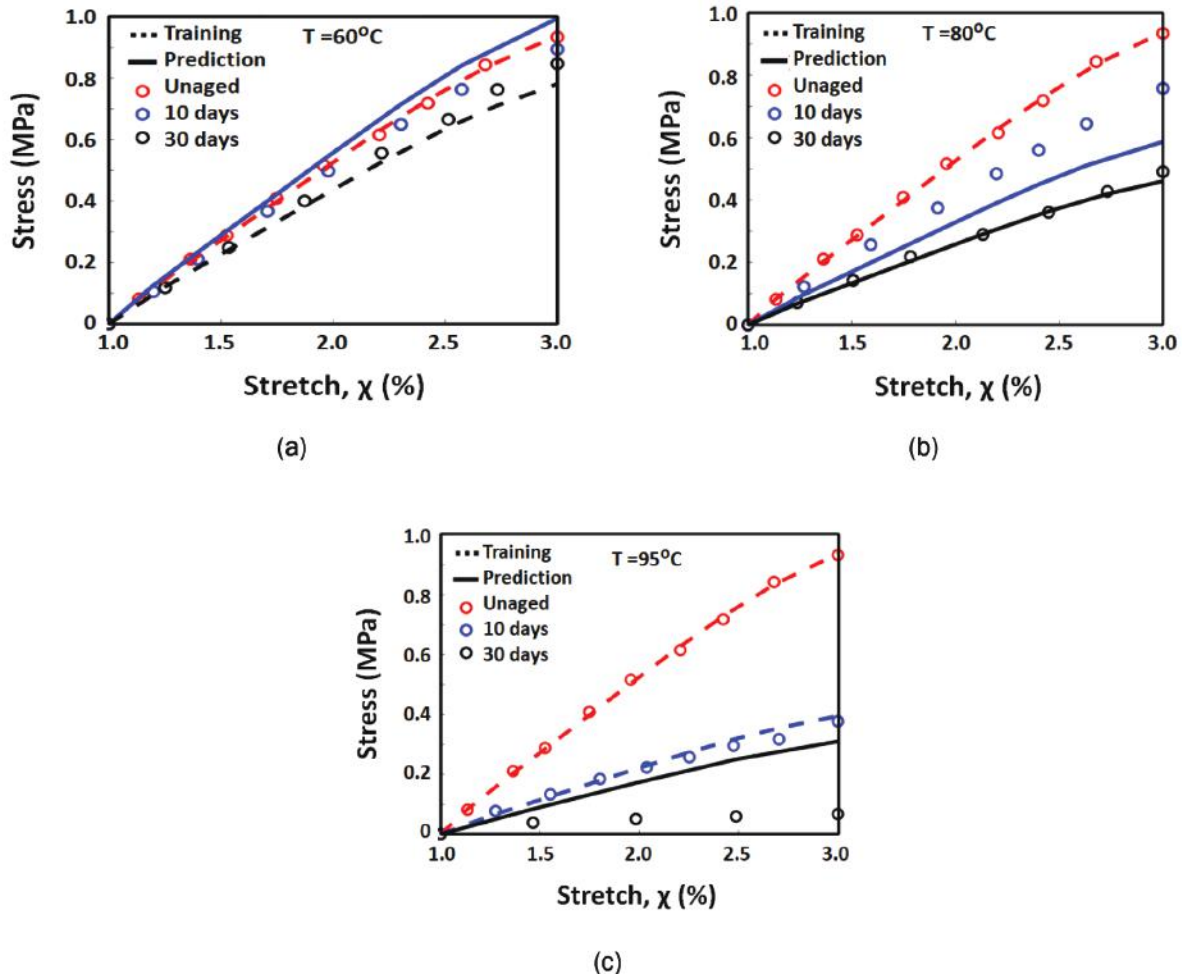 1.0
0.8
0.6
0.4
0.2
0
Stress (MPa)
Training
Prediction
Unaged
10 days
30 days
T =60°C
1.0 1.5 2.0 2.5 3.0
Stretch, χ (%)
(a)
1.0
0.8
0.6
0.4
0.2
0
Stress (MPa)
Training
Prediction
Unaged
10 days
30 days
T =80°C
1.0 1.5 2.0 2.5 3.0
Stretch, χ (%)
(b)
1.0
0.8
0.6
0.4
0.2
0
Stress (MPa)
Training
Prediction
Unaged
10 days
30 days
T =95°C
1.0 1.5 2.0 2.5 3.0
Stretch, χ (%)
(c)